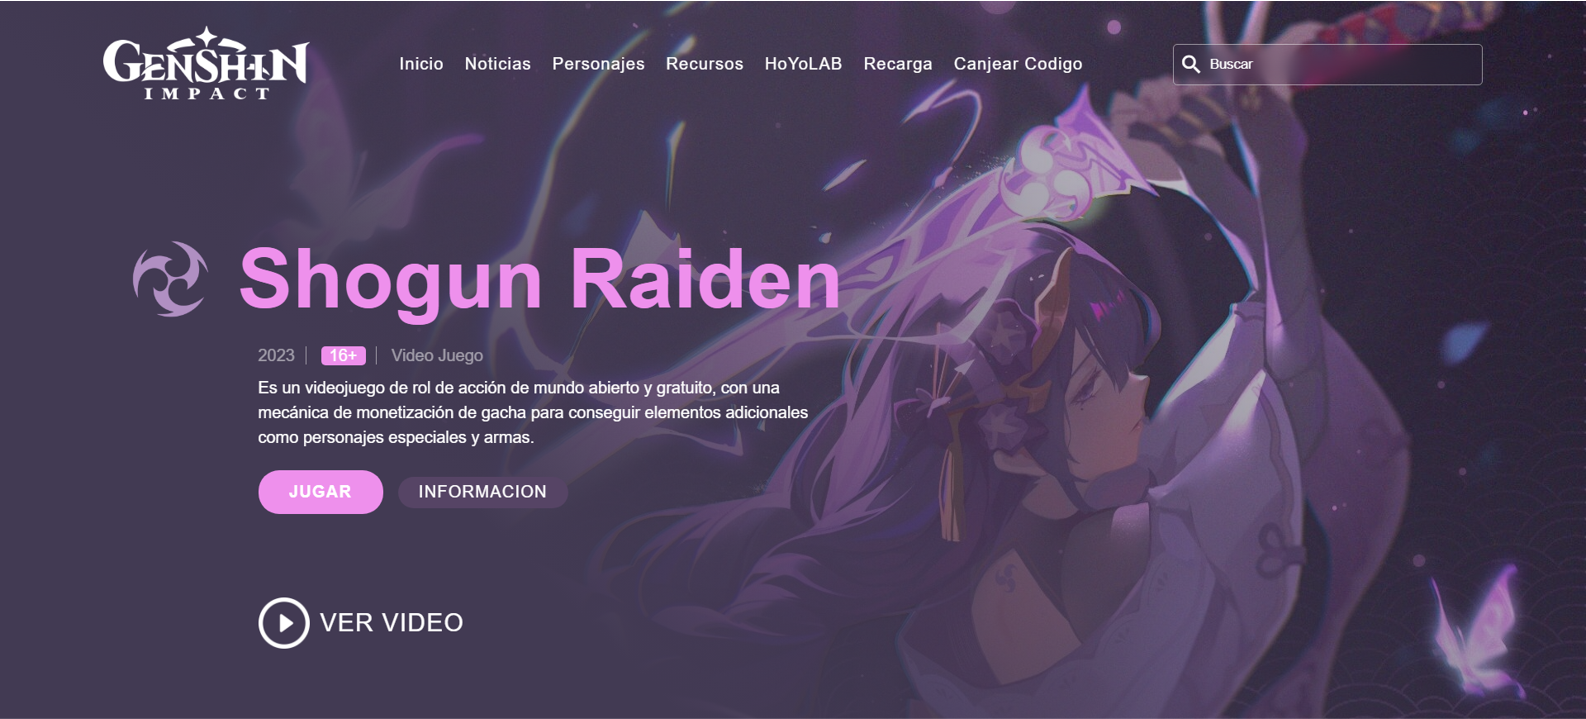 GENSHIN
IMPACT
Inicio Noticias Personajes Recursos HoYoLAB Recarga Canjear Codigo
Buscar
Shogun Raiden
2023 | 16+ | Video Juego
Es un videojuego de rol de acción de mundo abierto y gratuito, con una
mecánica de monetización de gacha para conseguir elementos adicionales
como personajes especiales y armas.
JUGAR INFORMACION
VER VIDEO